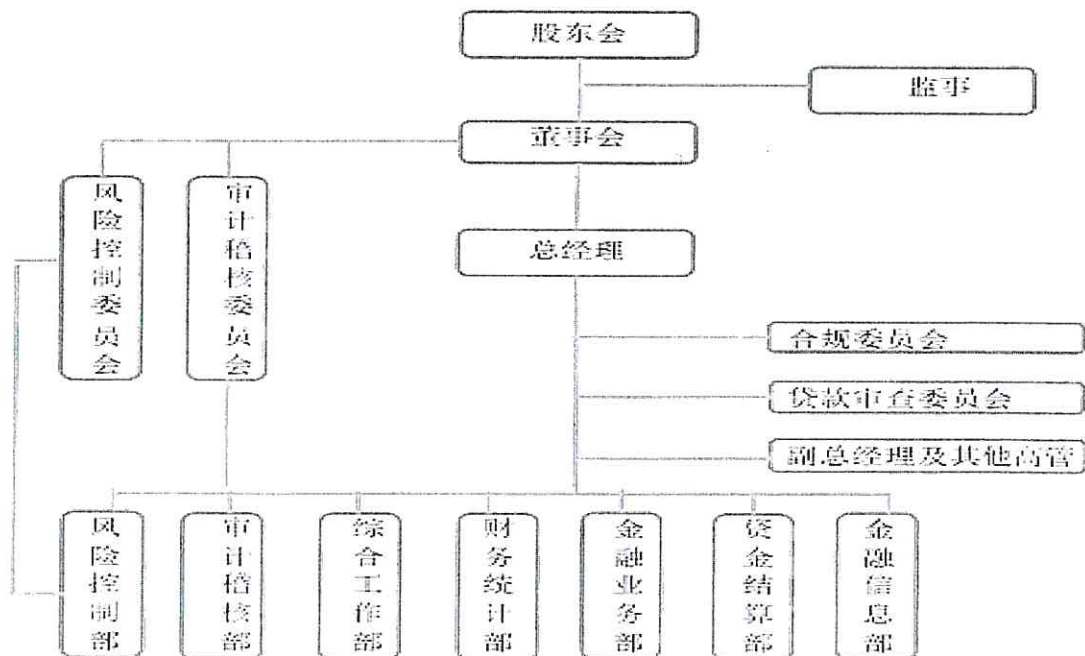 股东会
监事
董事会
风险控制委员会
审计稽核委员会
总经理
合规委员会
贷款审查委员会
副总经理及其他高管
风险控制部
审计稽核部
综合工作部
财务统计部
金融业务部
资金结算部
金融信息部